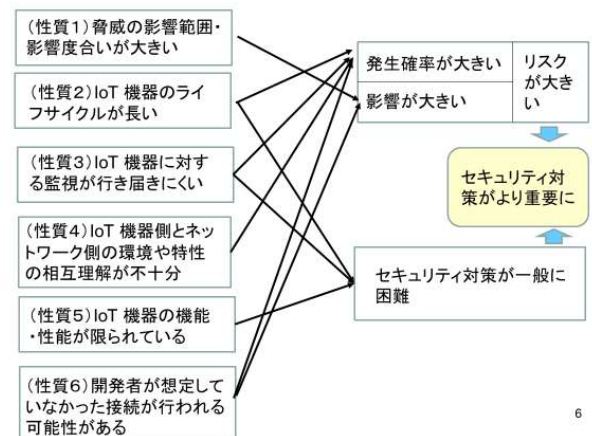 (性質1)脅威の影響範囲・
影響度合いが大きい
(性質2)IoT 機器のライ
フサイクルが長い
(性質3)IoT 機器に対す
る監視が行き届きにくい
(性質4)IoT 機器側とネッ
トワーク側の環境や特性
の相互理解が不十分
(性質5)IoT 機器の機能
・性能が限られている
(性質6)開発者が想定して
いなかった接続が行われる
可能性がある
発生確率が大きい
影響が大きい
リスク
が大き
い
セキュリティ対
策がより重要に
セキュリティ対策が一般に
困難
6